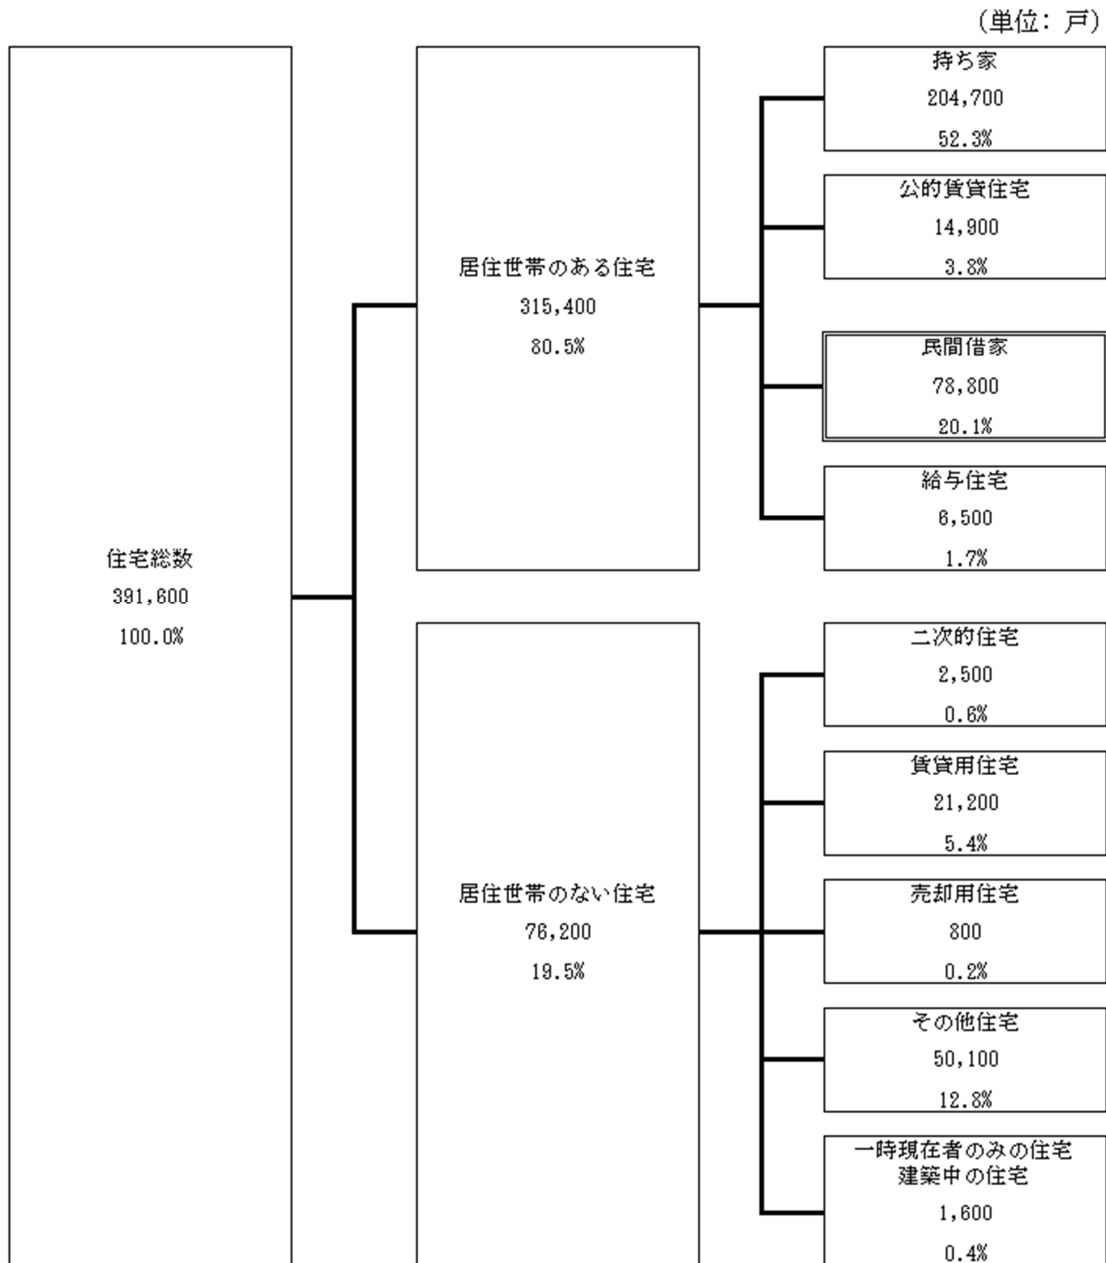 (単位: 戸)
住宅総数
391,600
100.0%
居住世帯のある住宅
315,400
80.5%
持ち家
204,700
52.3%
公的賃貸住宅
14,900
3.8%
民間借家
78,800
20.1%
給与住宅
6,500
1.7%
居住世帯のない住宅
76,200
19.5%
二次的住宅
2,500
0.6%
賃貸用住宅
21,200
5.4%
売却用住宅
800
0.2%
その他住宅
50,100
12.8%
一時現在者のみの住宅
建築中の住宅
1,600
0.4%